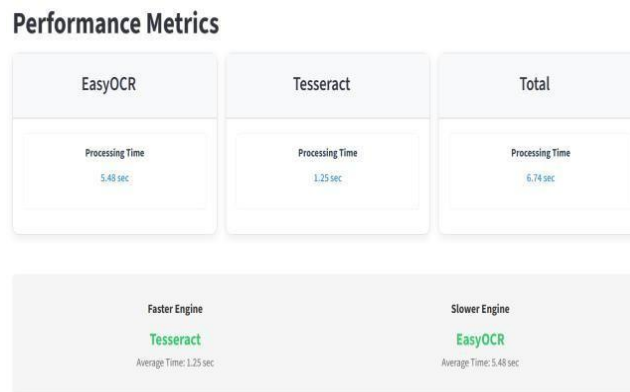 Performance Metrics
EasyOCR
Processing Time
5.48 sec
Tesseract
Processing Time
1.25 sec
Total
Processing Time
6.74 sec
Faster Engine
Tesseract
Average Time: 1.25 sec
Slower Engine
EasyOCR
Average Time: 5.48 sec